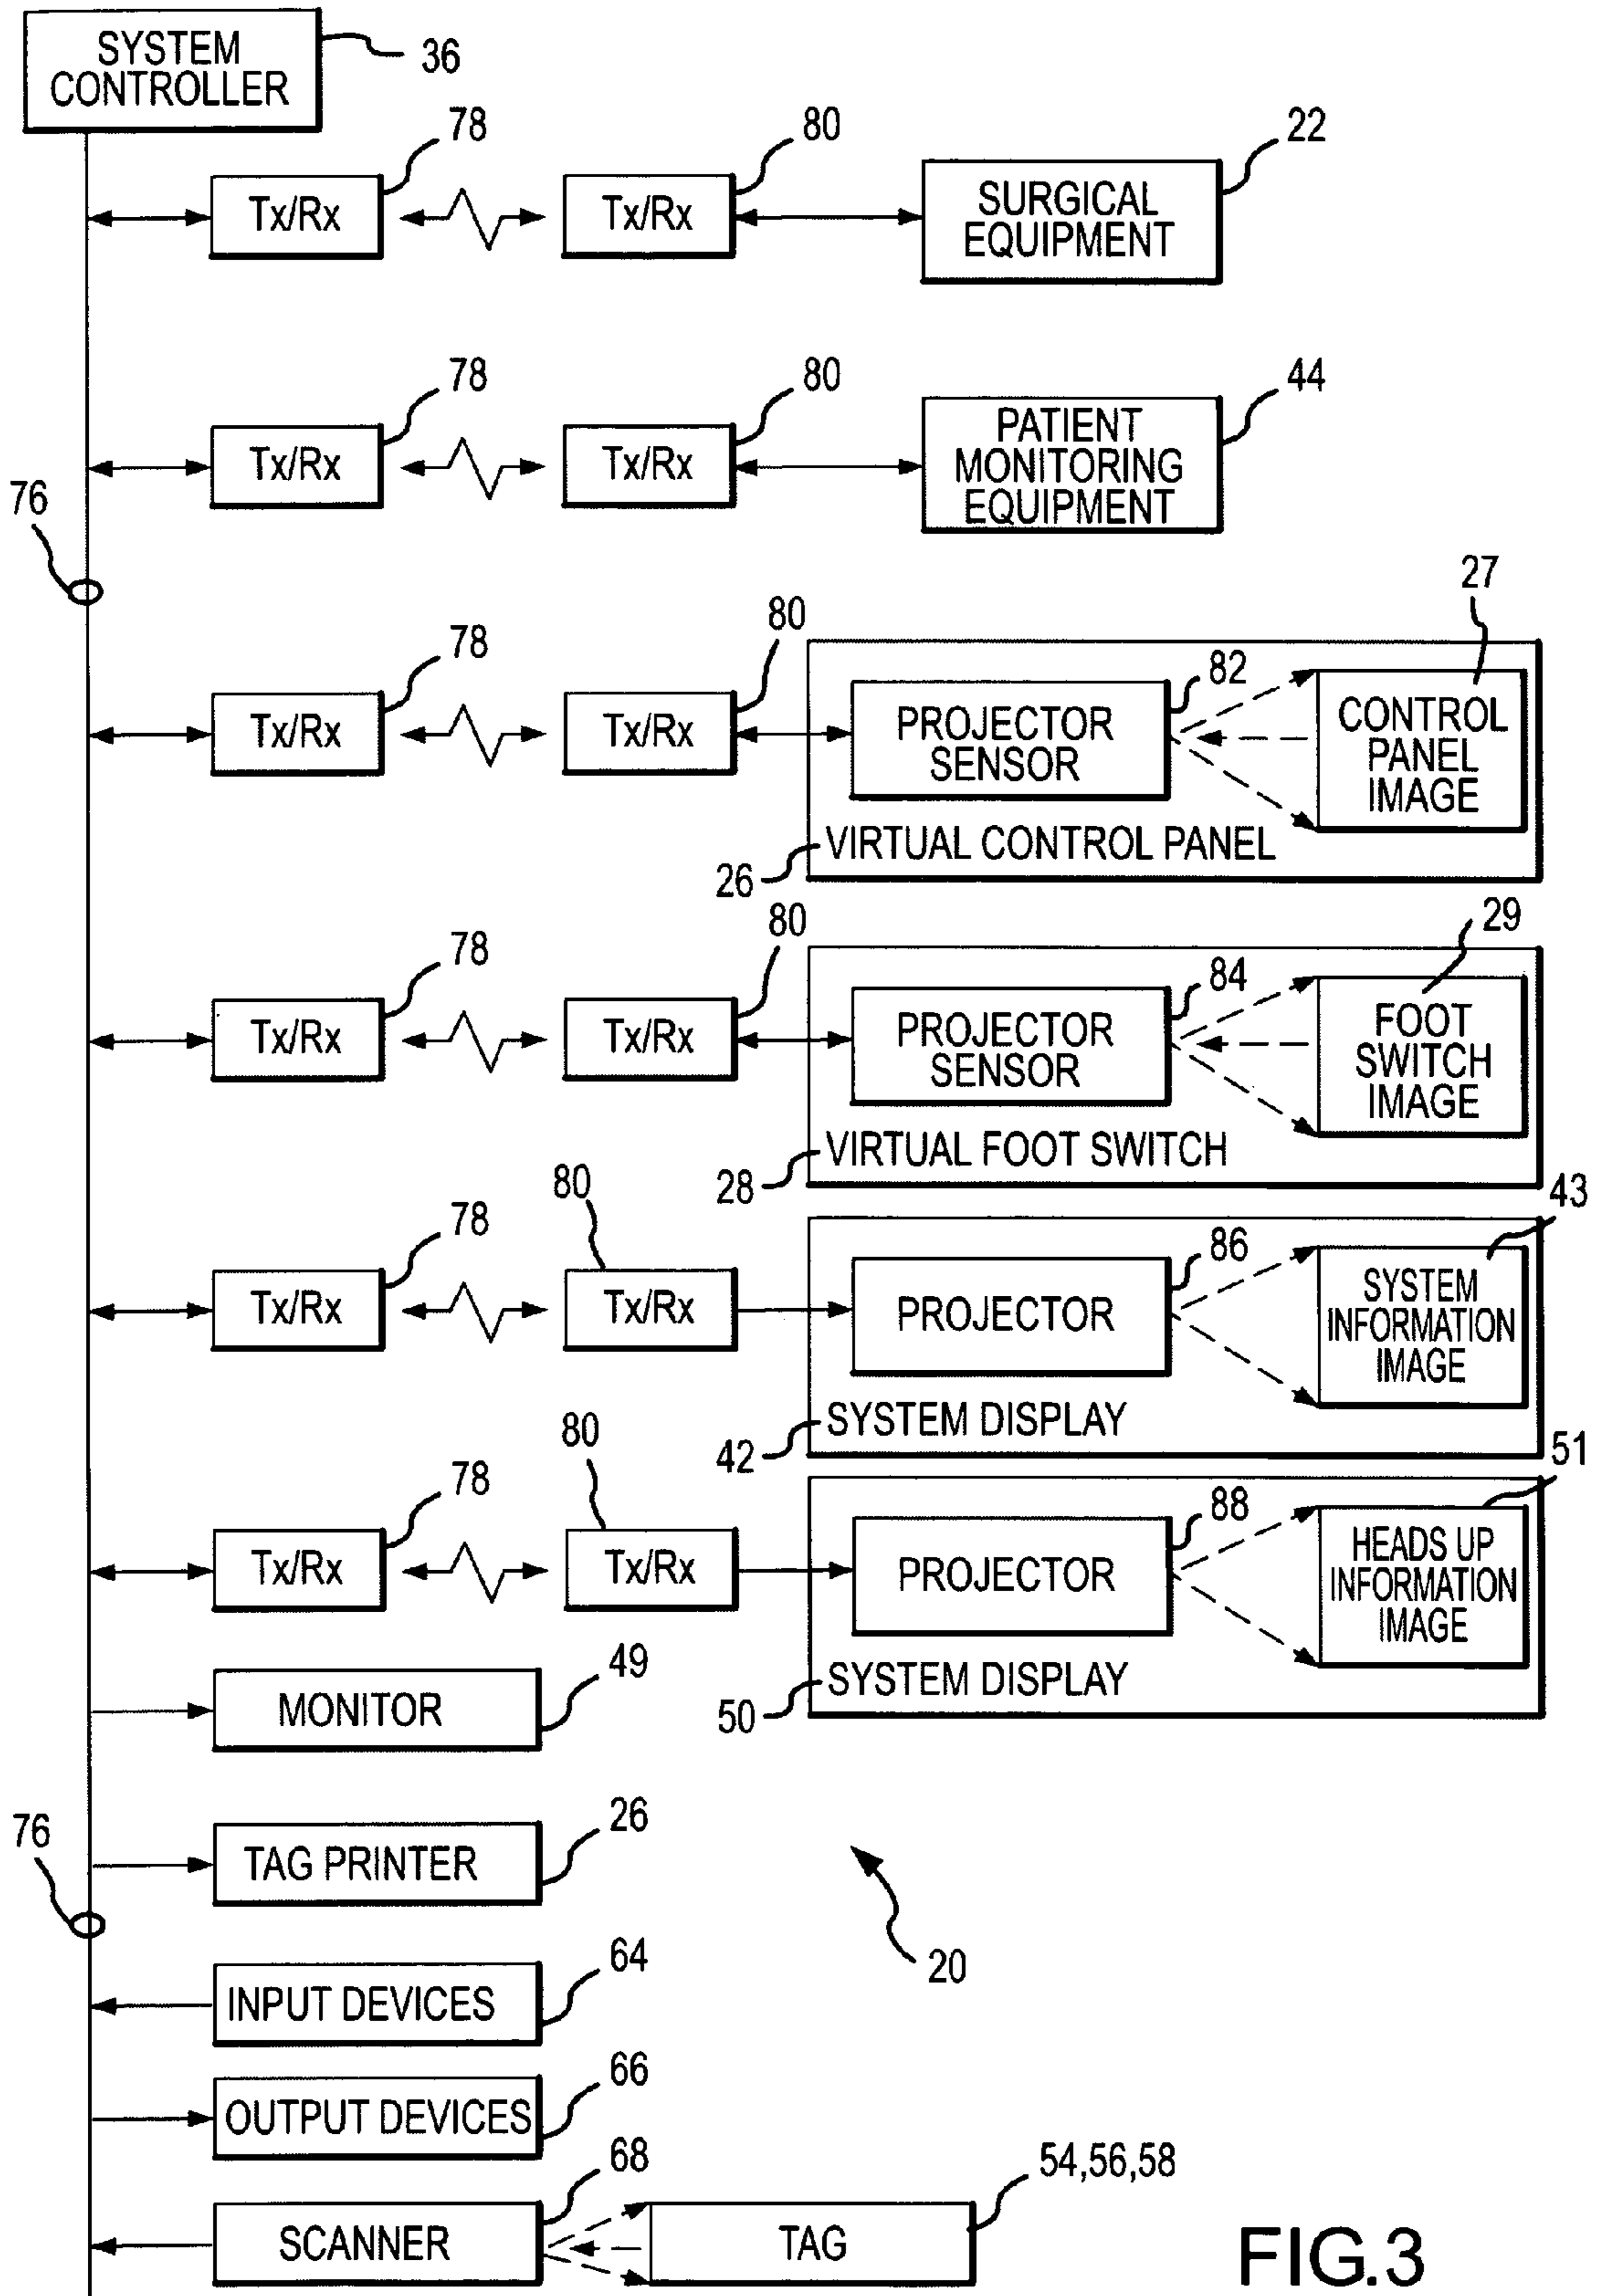 SYSTEM
CONTROLLER
36
78
80
22
Tx/Rx
Tx/Rx
SURGICAL
EQUIPMENT
78
80
44
Tx/Rx
Tx/Rx
PATIENT
MONITORING
EQUIPMENT
76
78
80
27
Tx/Rx
Tx/Rx
82
PROJECTOR
SENSOR
CONTROL
PANEL
IMAGE
26
VIRTUAL CONTROL PANEL
78
80
29
Tx/Rx
Tx/Rx
84
PROJECTOR
SENSOR
FOOT
SWITCH
IMAGE
28
VIRTUAL FOOT SWITCH
78
80
43
Tx/Rx
Tx/Rx
86
PROJECTOR
SYSTEM
INFORMATION
IMAGE
42
SYSTEM DISPLAY
78
80
51
Tx/Rx
Tx/Rx
88
PROJECTOR
HEADS UP
INFORMATION
IMAGE
50
SYSTEM DISPLAY
49
MONITOR
26
TAG PRINTER
76
20
64
INPUT DEVICES
66
OUTPUT DEVICES
68
SCANNER
54,56,58
TAG
FIG.3